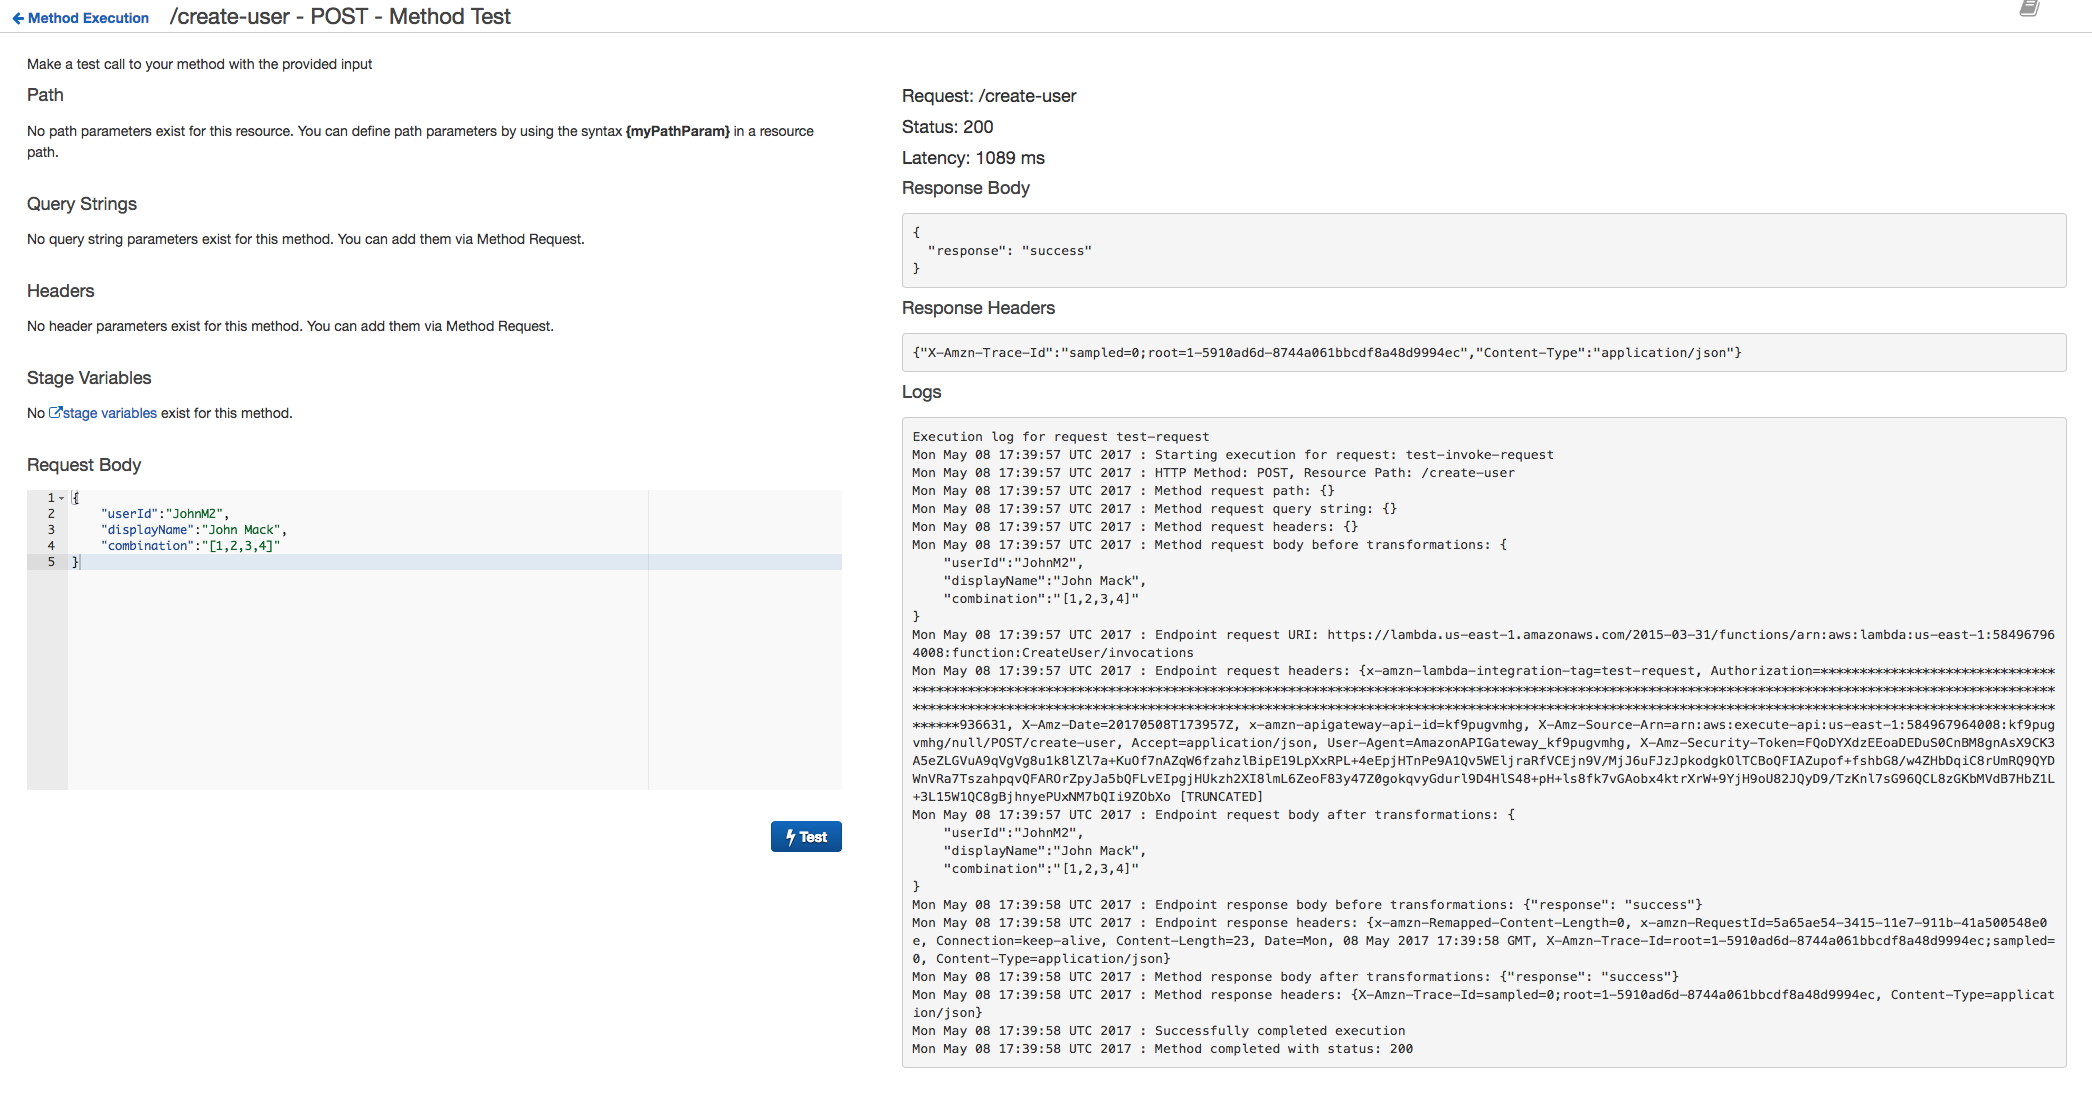 Method Execution /create-user - POST - Method Test
Make a test call to your method with the provided input
Path
No path parameters exist for this resource. You can define path parameters by using the syntax {myPathParam} in a resource
path.
Query Strings
No query string parameters exist for this method. You can add them via Method Request.
Headers
No header parameters exist for this method. You can add them via Method Request.
Stage Variables
No stage variables exist for this method.
Request Body
1 {
2 "userId":"JohnM2",
3 "displayName":"John Mack",
4 "combination":"[1,2,3,4]"
5 }
Test
Request: /create-user
Status: 200
Latency: 1089 ms
Response Body
{
"response": "success"
}
Response Headers
{"X-Amzn-Trace-Id":"sampled=0;root=1-5910ad6d-8744a061bbcdf8a48d9994ec","Content-Type":"application/json"}
Logs
Execution log for request test-request
Mon May 08 17:39:57 UTC 2017 : Starting execution for request: test-invoke-request
Mon May 08 17:39:57 UTC 2017 : HTTP Method: POST, Resource Path: /create-user
Mon May 08 17:39:57 UTC 2017 : Method request path: {}
Mon May 08 17:39:57 UTC 2017 : Method request query string: {}
Mon May 08 17:39:57 UTC 2017 : Method request headers: {}
Mon May 08 17:39:57 UTC 2017 : Method request body before transformations: {
"userId":"JohnM2",
"displayName":"John Mack",
"combination":"[1,2,3,4]"
}
Mon May 08 17:39:57 UTC 2017 : Endpoint request URI: https://lambda.us-east-1.amazonaws.com/2015-03-31/functions/arn:aws:lambda:us-east-1:58496796
4008:function:CreateUser/invocations
Mon May 08 17:39:57 UTC 2017 : Endpoint request headers: {x-amzn-lambda-integration-tag=test-request, Authorization=******************************
**************************************************************************************************************************************************
**************************************************************************************************************************************************
******936631, X-Amz-Date=20170508T173957Z, x-amzn-apigateway-api-id=kf9pugvmhg, X-Amz-Source-Arn=arn:aws:execute-api:us-east-1:584967964008:kf9pug
vmhg/null/POST/create-user, Accept=application/json, User-Agent=AmazonAPIGateway_kf9pugvmhg, X-Amz-Security-Token=FQoDYXdzEEoaDEDuS0CnBM8gnAsX9CK3
A5eZLGVuA9qVgVg8u1k8lZl7a+KuOf7nAZqW6fzahzlBipE19LpXxRPL+4eEpjHTnPe9A1Qv5WEljraRfVCEjn9V/MjJ6uFJzJpkodgkOlTCBoQFIAZupof+fshbG8/w4ZHbDqiC8rUmRQ9QYD
WnVRa7TszahpqvQFAROrZpyJa5bQFLvEIpgjHUkzh2XI8lmL6ZeoF83y47Z0gokqvyGdurl9D4HlS48+pH+ls8fk7vGAobx4ktrXrW+9YjH9oU82JQyD9/TzKnl7sG96QCL8zGKbMVdB7HbZ1L
+3L15W1QC8gBjhnyePUxNM7bQIi9ZObXo [TRUNCATED]
Mon May 08 17:39:57 UTC 2017 : Endpoint request body after transformations: {
"userId":"JohnM2",
"displayName":"John Mack",
"combination":"[1,2,3,4]"
}
Mon May 08 17:39:58 UTC 2017 : Endpoint response body before transformations: {"response": "success"}
Mon May 08 17:39:58 UTC 2017 : Endpoint response headers: {x-amzn-Remapped-Content-Length=0, x-amzn-RequestId=5a65ae54-3415-11e7-911b-41a500548e0
e, Connection=keep-alive, Content-Length=23, Date=Mon, 08 May 2017 17:39:58 GMT, X-Amzn-Trace-Id=root=1-5910ad6d-8744a061bbcdf8a48d9994ec;sampled=
0, Content-Type=application/json}
Mon May 08 17:39:58 UTC 2017 : Method response body after transformations: {"response": "success"}
Mon May 08 17:39:58 UTC 2017 : Method response headers: {X-Amzn-Trace-Id=sampled=0;root=1-5910ad6d-8744a061bbcdf8a48d9994ec, Content-Type=applicat
ion/json}
Mon May 08 17:39:58 UTC 2017 : Successfully completed execution
Mon May 08 17:39:58 UTC 2017 : Method completed with status: 200